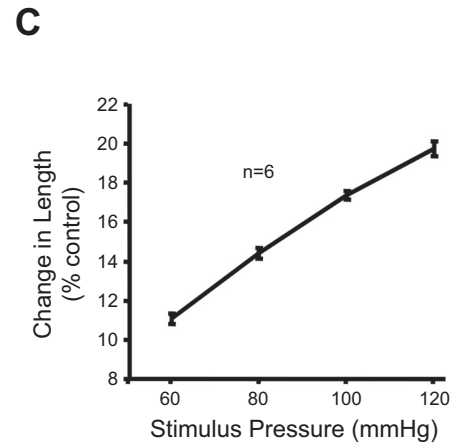 C
22
20
18
16
14
12
10
8
n=6
Change in Length
(% control)
60 80 100 120
Stimulus Pressure (mmHg)